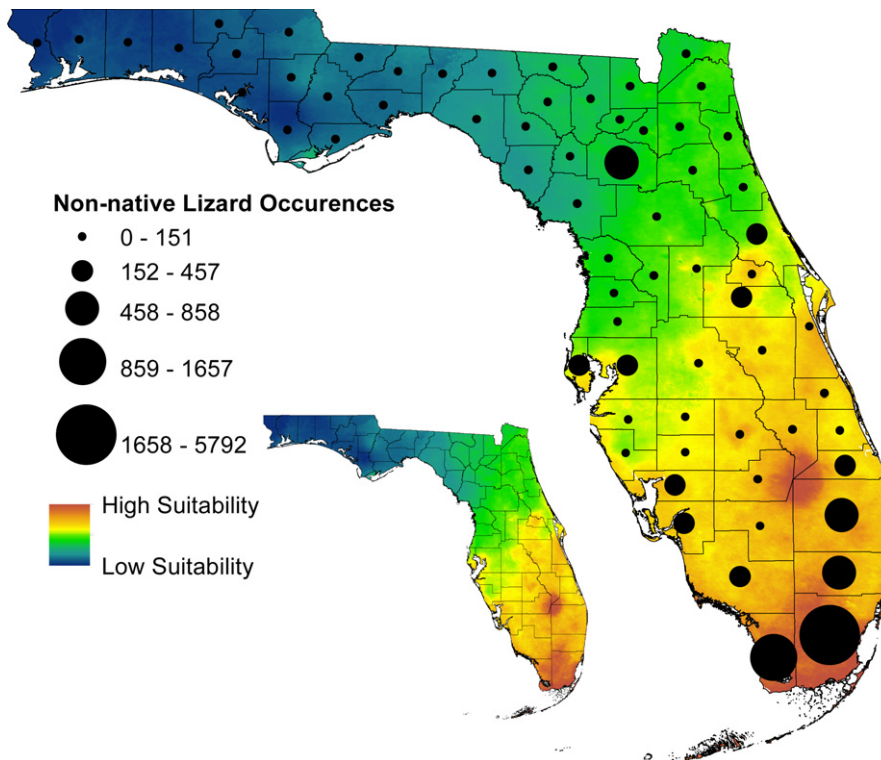 Non-native Lizard Occurences
0 - 151
152 - 457
458 - 858
859 - 1657
1658 - 5792
High Suitability
Low Suitability